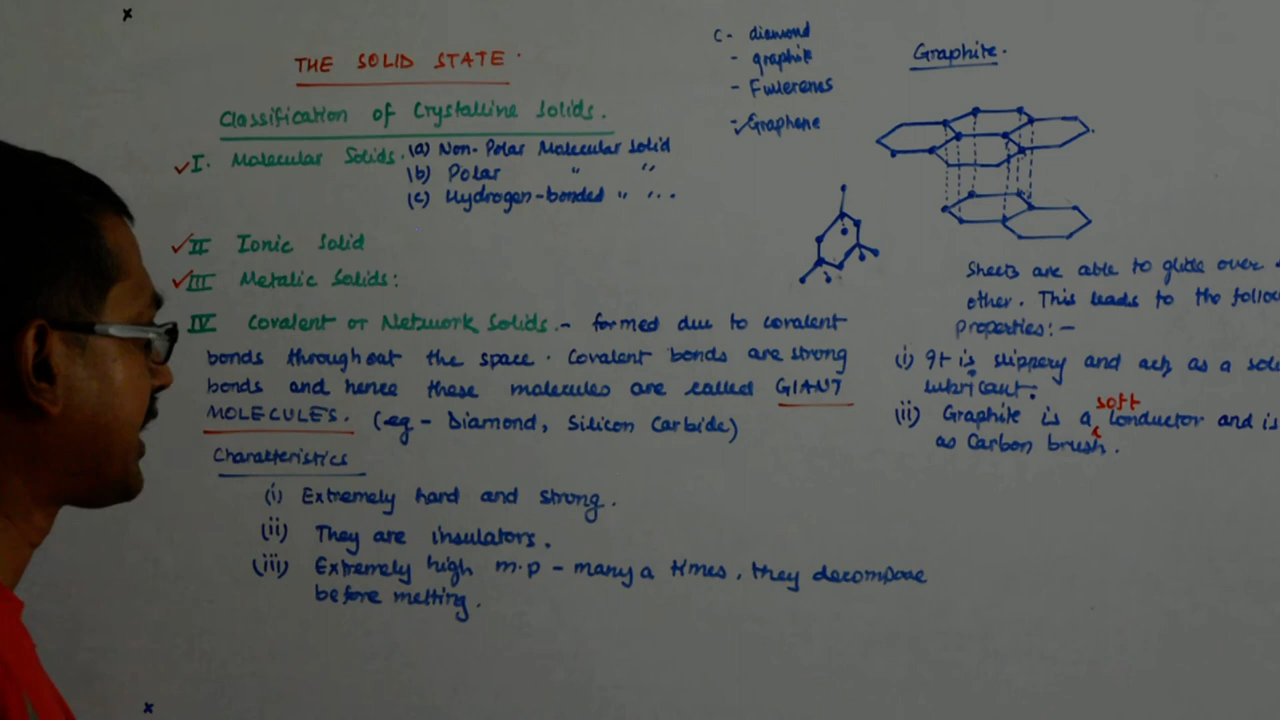 THE SOLID STATE.
Classification of Crystalline Solids.
I. Molecular Solids. (a) Non-Polar Molecular Solid
(b) Polar " "
(c) Hydrogen-bonded " "
II Ionic Solid
III Metalic Solids:
IV Covalent or Network Solids. - formed due to covalent
bonds throughout the space. Covalent bonds are strong
bonds and hence these molecules are called GIANT
MOLECULES. (eg - Diamond, Silicon Carbide)
Characteristics
(i) Extremely hard and strong.
(ii) They are insulators.
(iii) Extremely high m.p - many a times, they decompose
before melting.
C - diamond
- graphite
- Fullerenes
- Graphene
Graphite.
Sheets are able to glide over
other. This leads to the
properties: -
(i) It is slippery and acts as a
lubricant.
(ii) Graphite is a soft conductor and is
as Carbon brush.